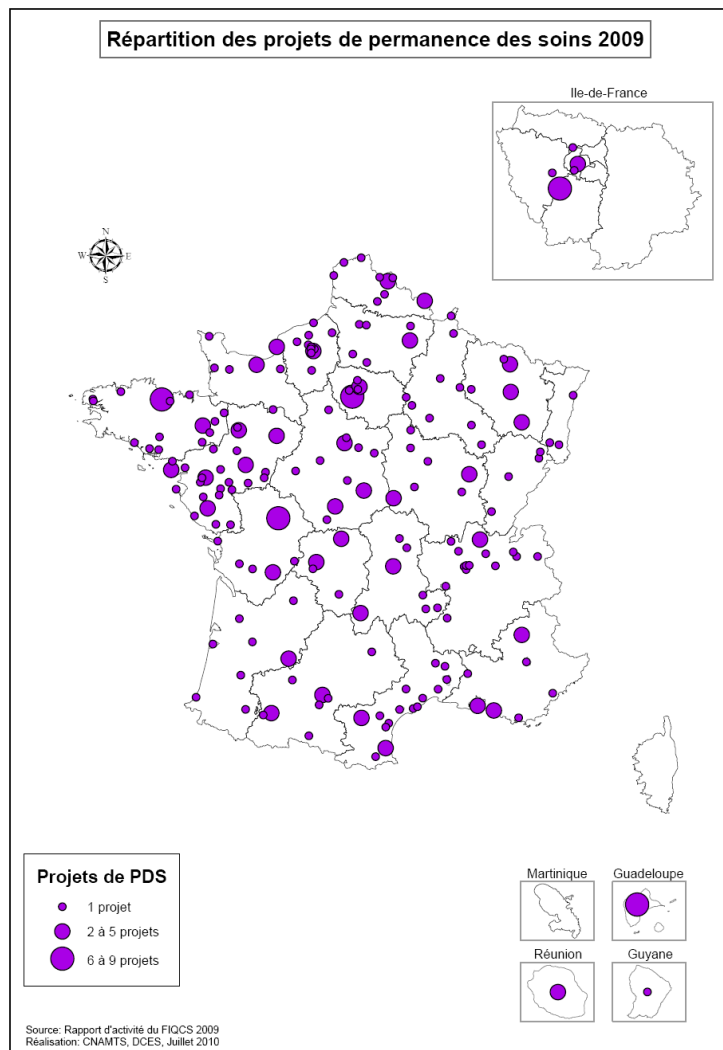 Répartition des projets de permanence des soins 2009
Ile-de-France
N
W E
S
Projets de PDS
1 projet
2 à 5 projets
6 à 9 projets
Martinique Guadeloupe
Réunion Guyane
Source: Rapport d'activité du FIQCS 2009
Réalisation: CNAMTS, DCES, Juillet 2010